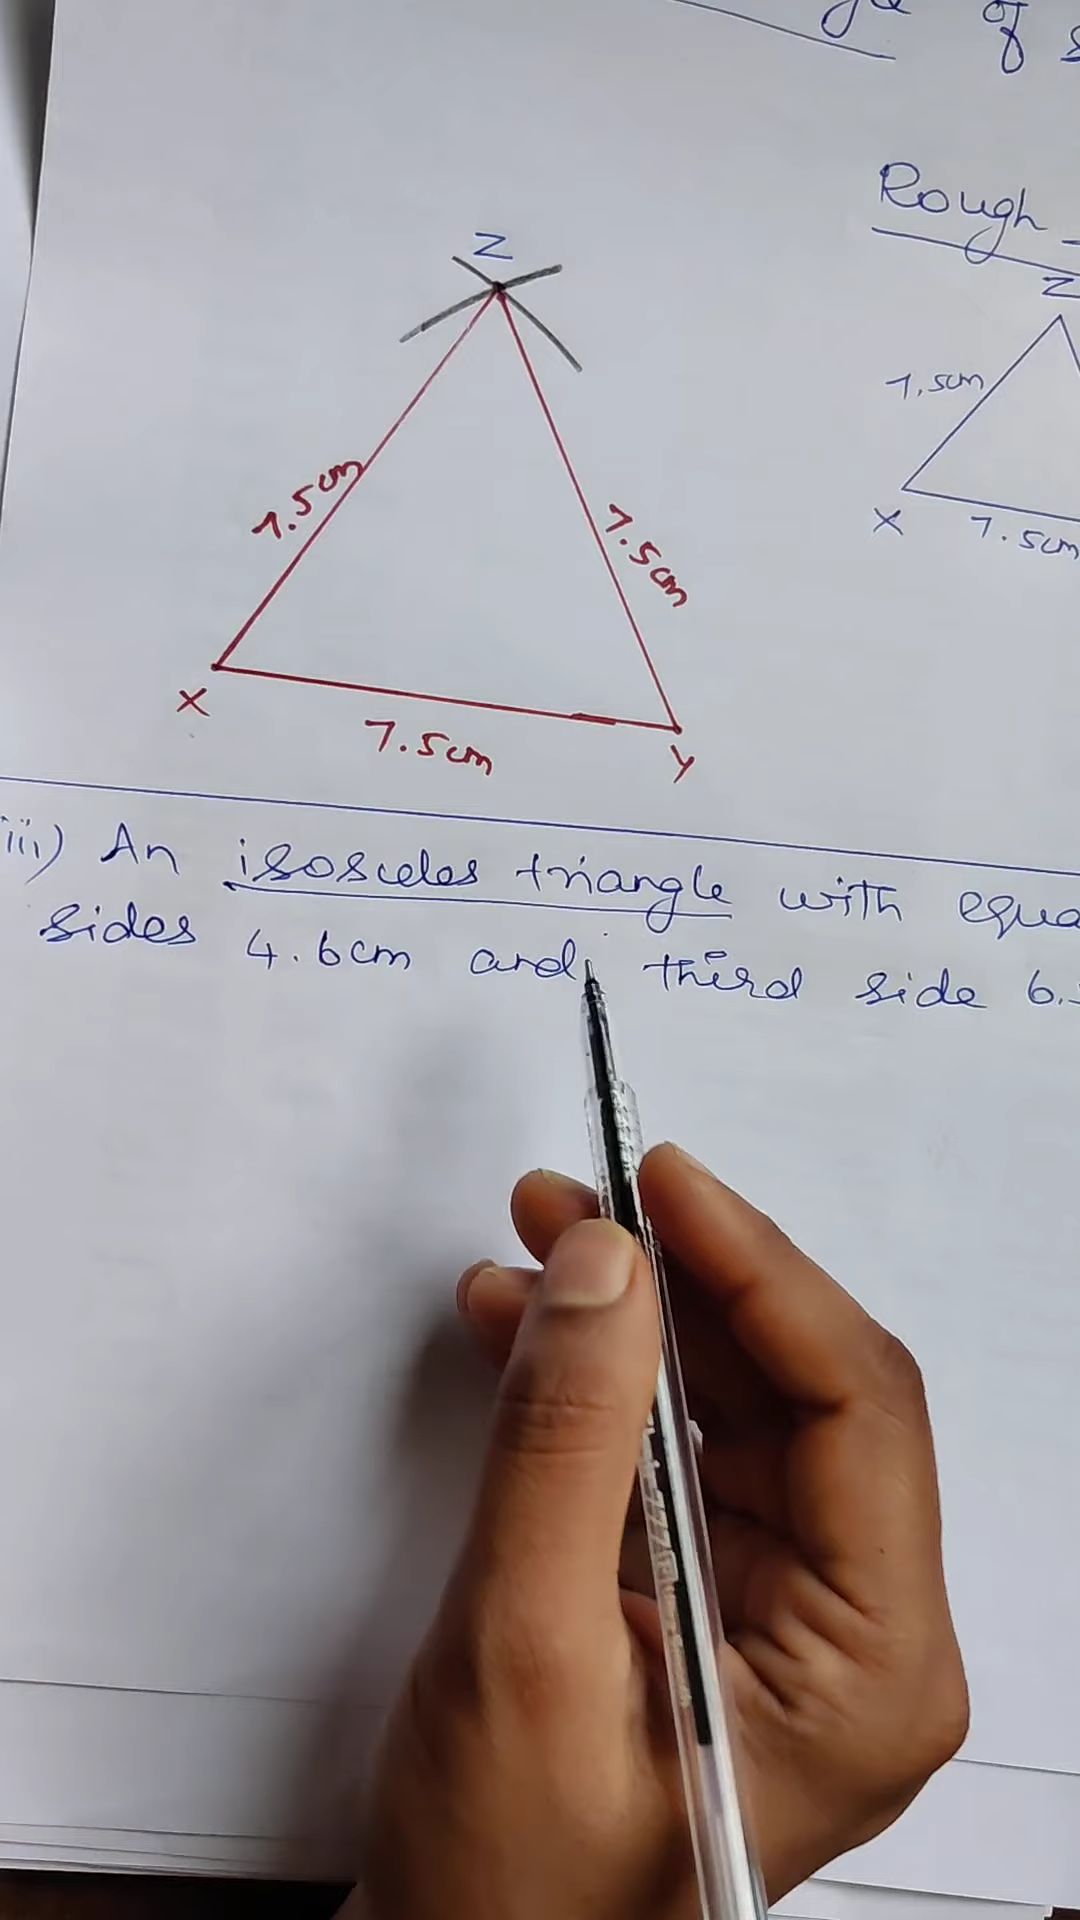 of
Rough
Z
Z
7.5cm
7.5cm
7.5cm
X
7.5cm
X
7.5cm
Y
iii) An isosceles triangle with equa
sides 4.6cm and third side 6.